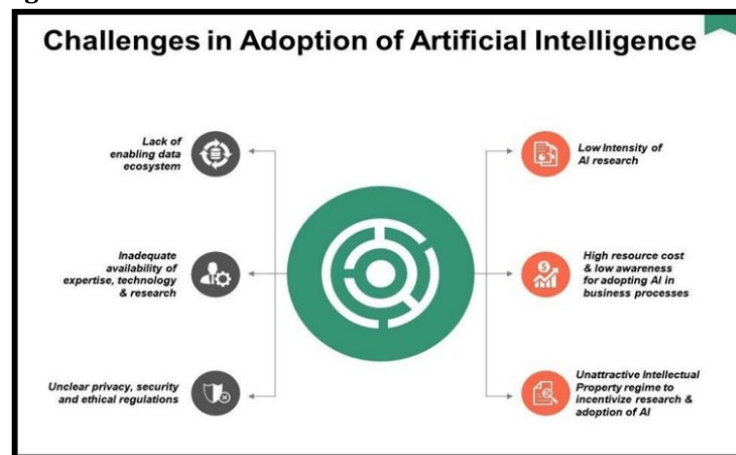 Challenges in Adoption of Artificial Intelligence
Lack of
enabling data
ecosystem
Inadequate
availability of
expertise, technology
& research
Unclear privacy, security
and ethical regulations
Low Intensity of
AI research
High resource cost
& low awareness
for adopting AI in
business processes
Unattractive Intellectual
Property regime to
incentivize research &
adoption of AI